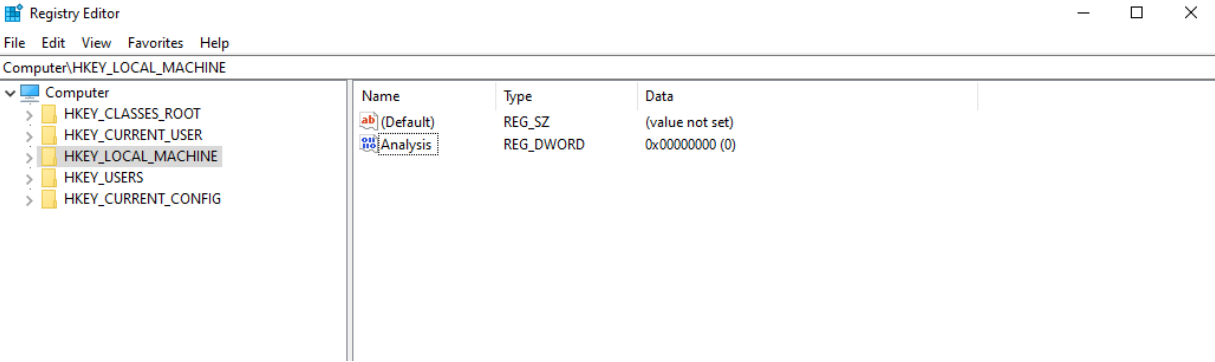 Registry Editor
File Edit View Favorites Help
Computer\HKEY_LOCAL_MACHINE
Computer
HKEY_CLASSES_ROOT
HKEY_CURRENT_USER
HKEY_LOCAL_MACHINE
HKEY_USERS
HKEY_CURRENT_CONFIG
Name Type Data
(Default) REG_SZ (value not set)
Analysis REG_DWORD 0x00000000 (0)